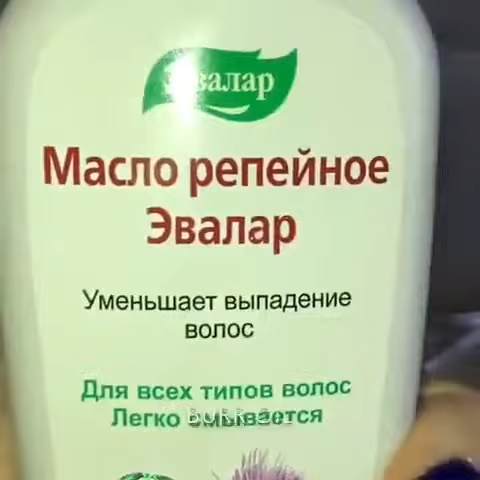 Эвалар
Масло репейное
Эвалар
Уменьшает выпадение
волос
Для всех типов волос
Легко смывается